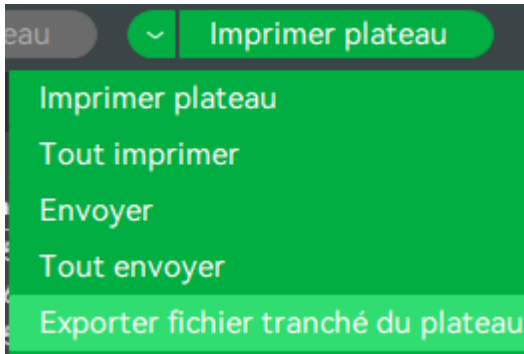 eau Imprimer plateau
Imprimer plateau
Tout imprimer
Envoyer
Tout envoyer
Exporter fichier tranché du plateau